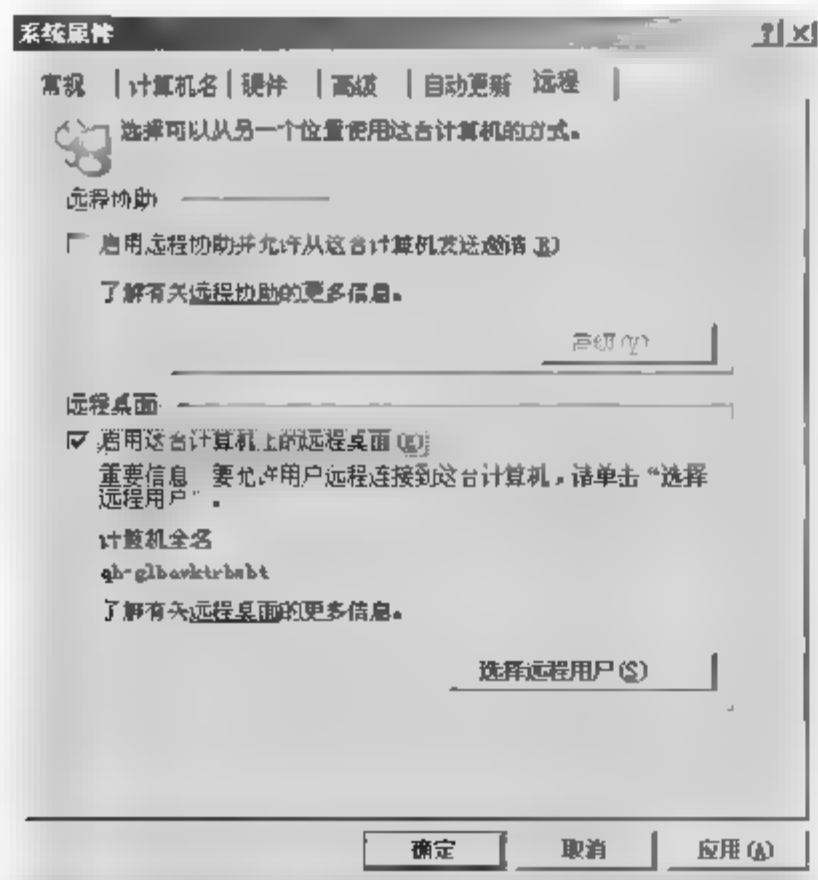 系统属性
常规 计算机名 硬件 高级 自动更新 远程
选择可以从另一个位置使用这台计算机的方式。
远程协助
启用远程协助并允许从这台计算机发送邀请(R)
了解有关远程协助的更多信息。
高级(V)
远程桌面
启用这台计算机上的远程桌面(E)
重要信息 要允许用户远程连接到这台计算机,请单击“选择
远程用户”.
计算机全名
了解有关远程桌面的更多信息。
选择远程用户(S)
确定 取消 应用(A)